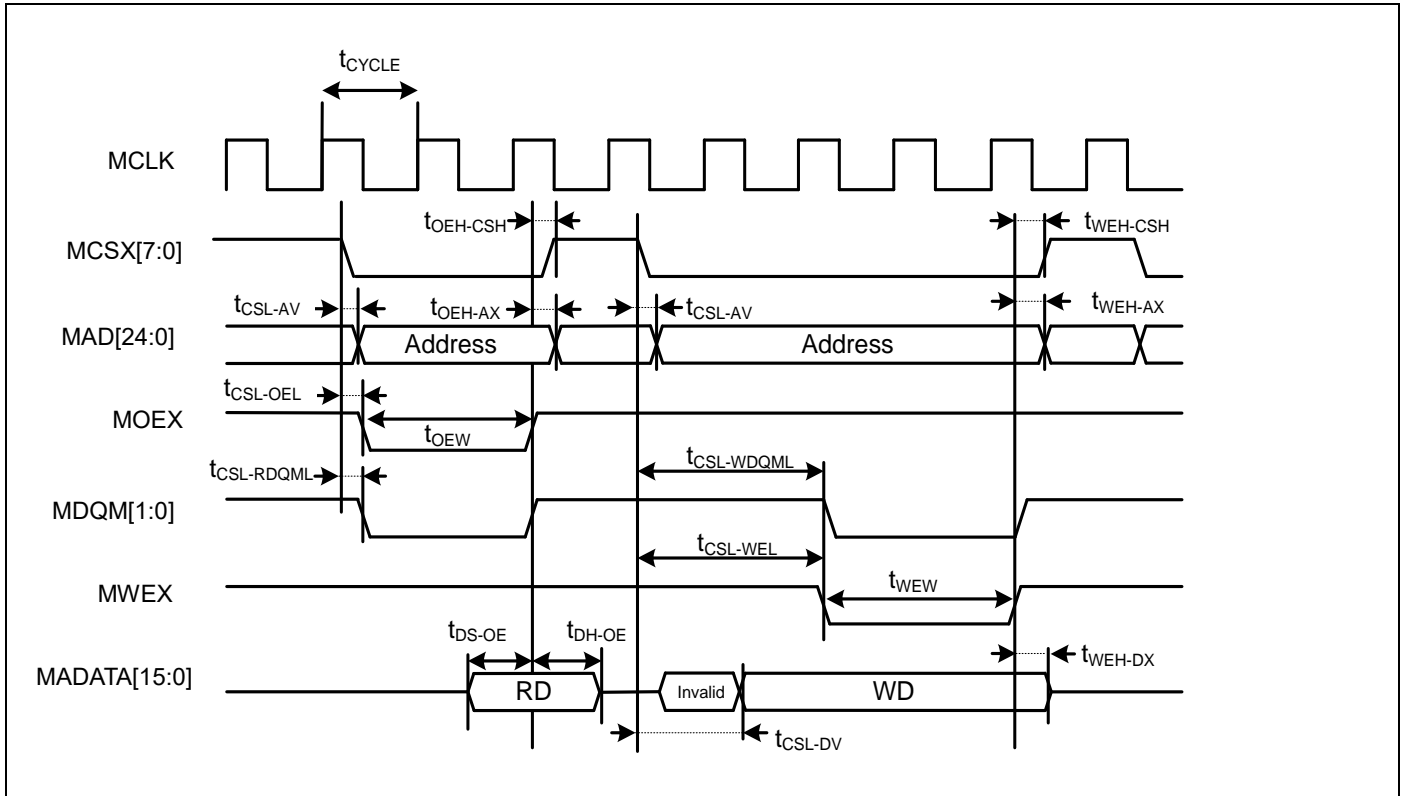 tCYCLE
MCLK
tOEH-CSH
tWEH-CSH
MCSX[7:0]
tCSL-AV
tOEH-AX
tCSL-AV
tWEH-AX
MAD[24:0]
Address
Address
tCSL-OEL
MOEX
tOEW
tCSL-RDQML
tCSL-WDQML
MDQM[1:0]
tCSL-WEL
MWEX
tWEW
tDS-OE
tDH-OE
tWEH-DX
MADATA[15:0]
RD
Invalid
WD
tCSL-DV